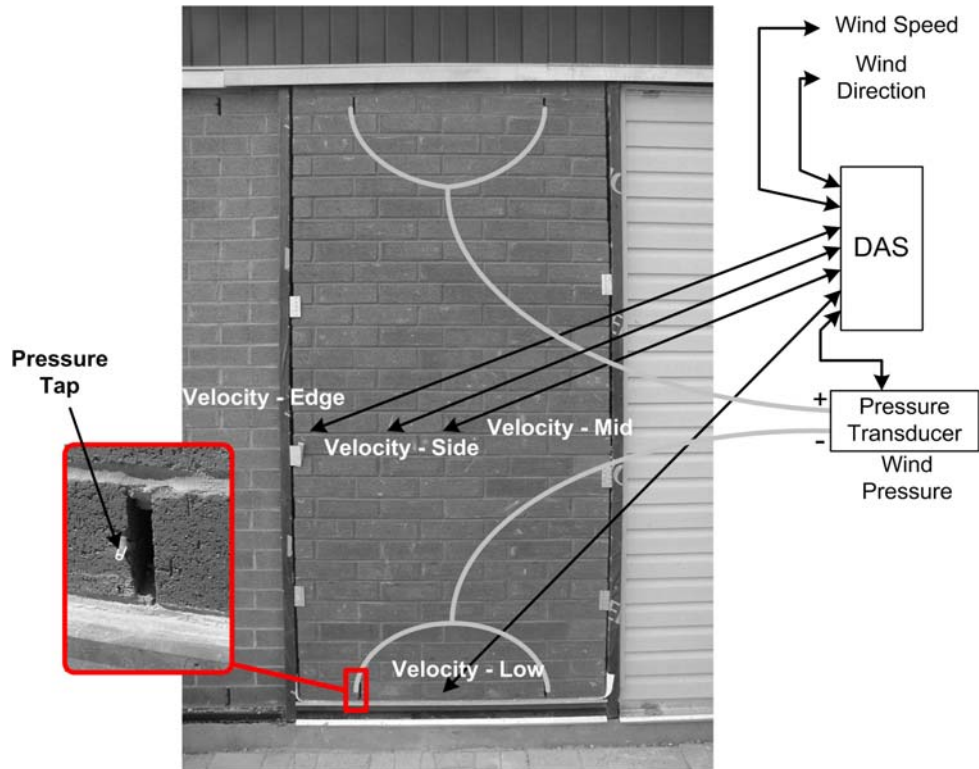 Wind Speed
Wind
Direction
DAS
Pressure
Tap
Velocity - Edge
Velocity - Side
Velocity - Mid
+
-
Pressure
Transducer
Wind
Pressure
Velocity - Low